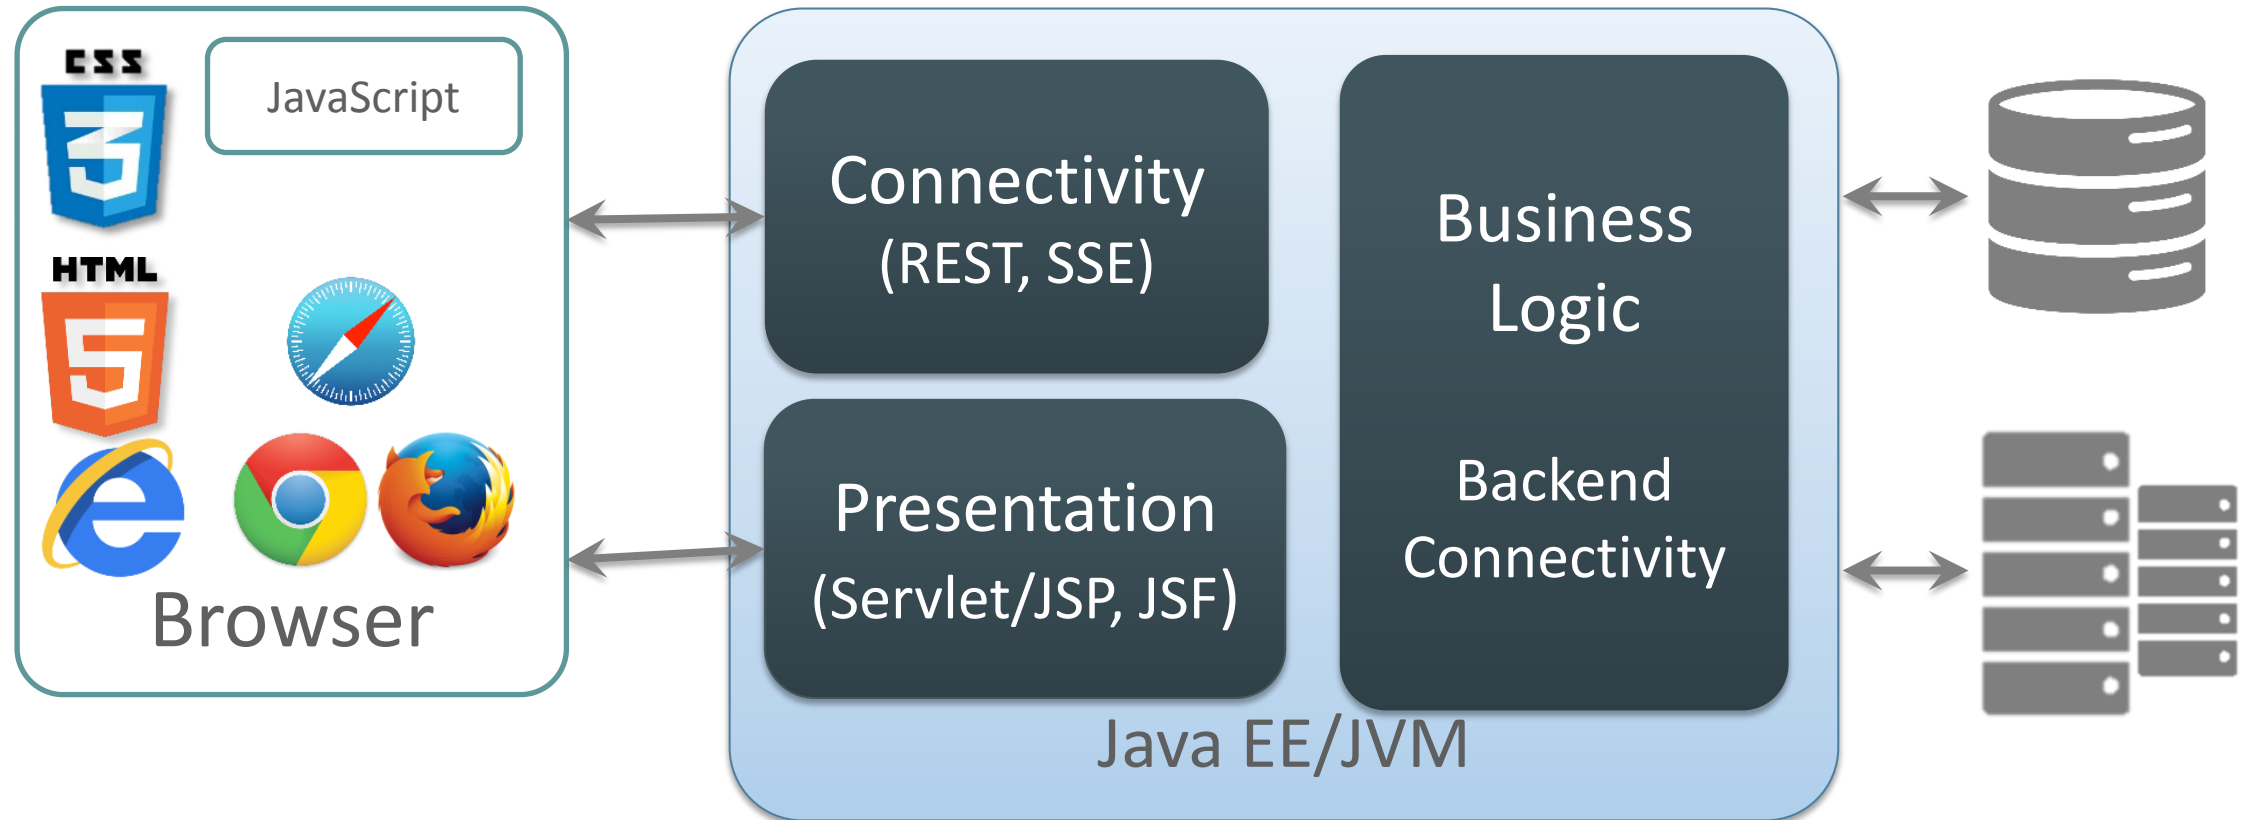 CSS
JavaScript
HTML
Browser
Connectivity
(REST, SSE)
Presentation
(Servlet/JSP, JSF)
Business
Logic
Backend
Connectivity
Java EE/JVM